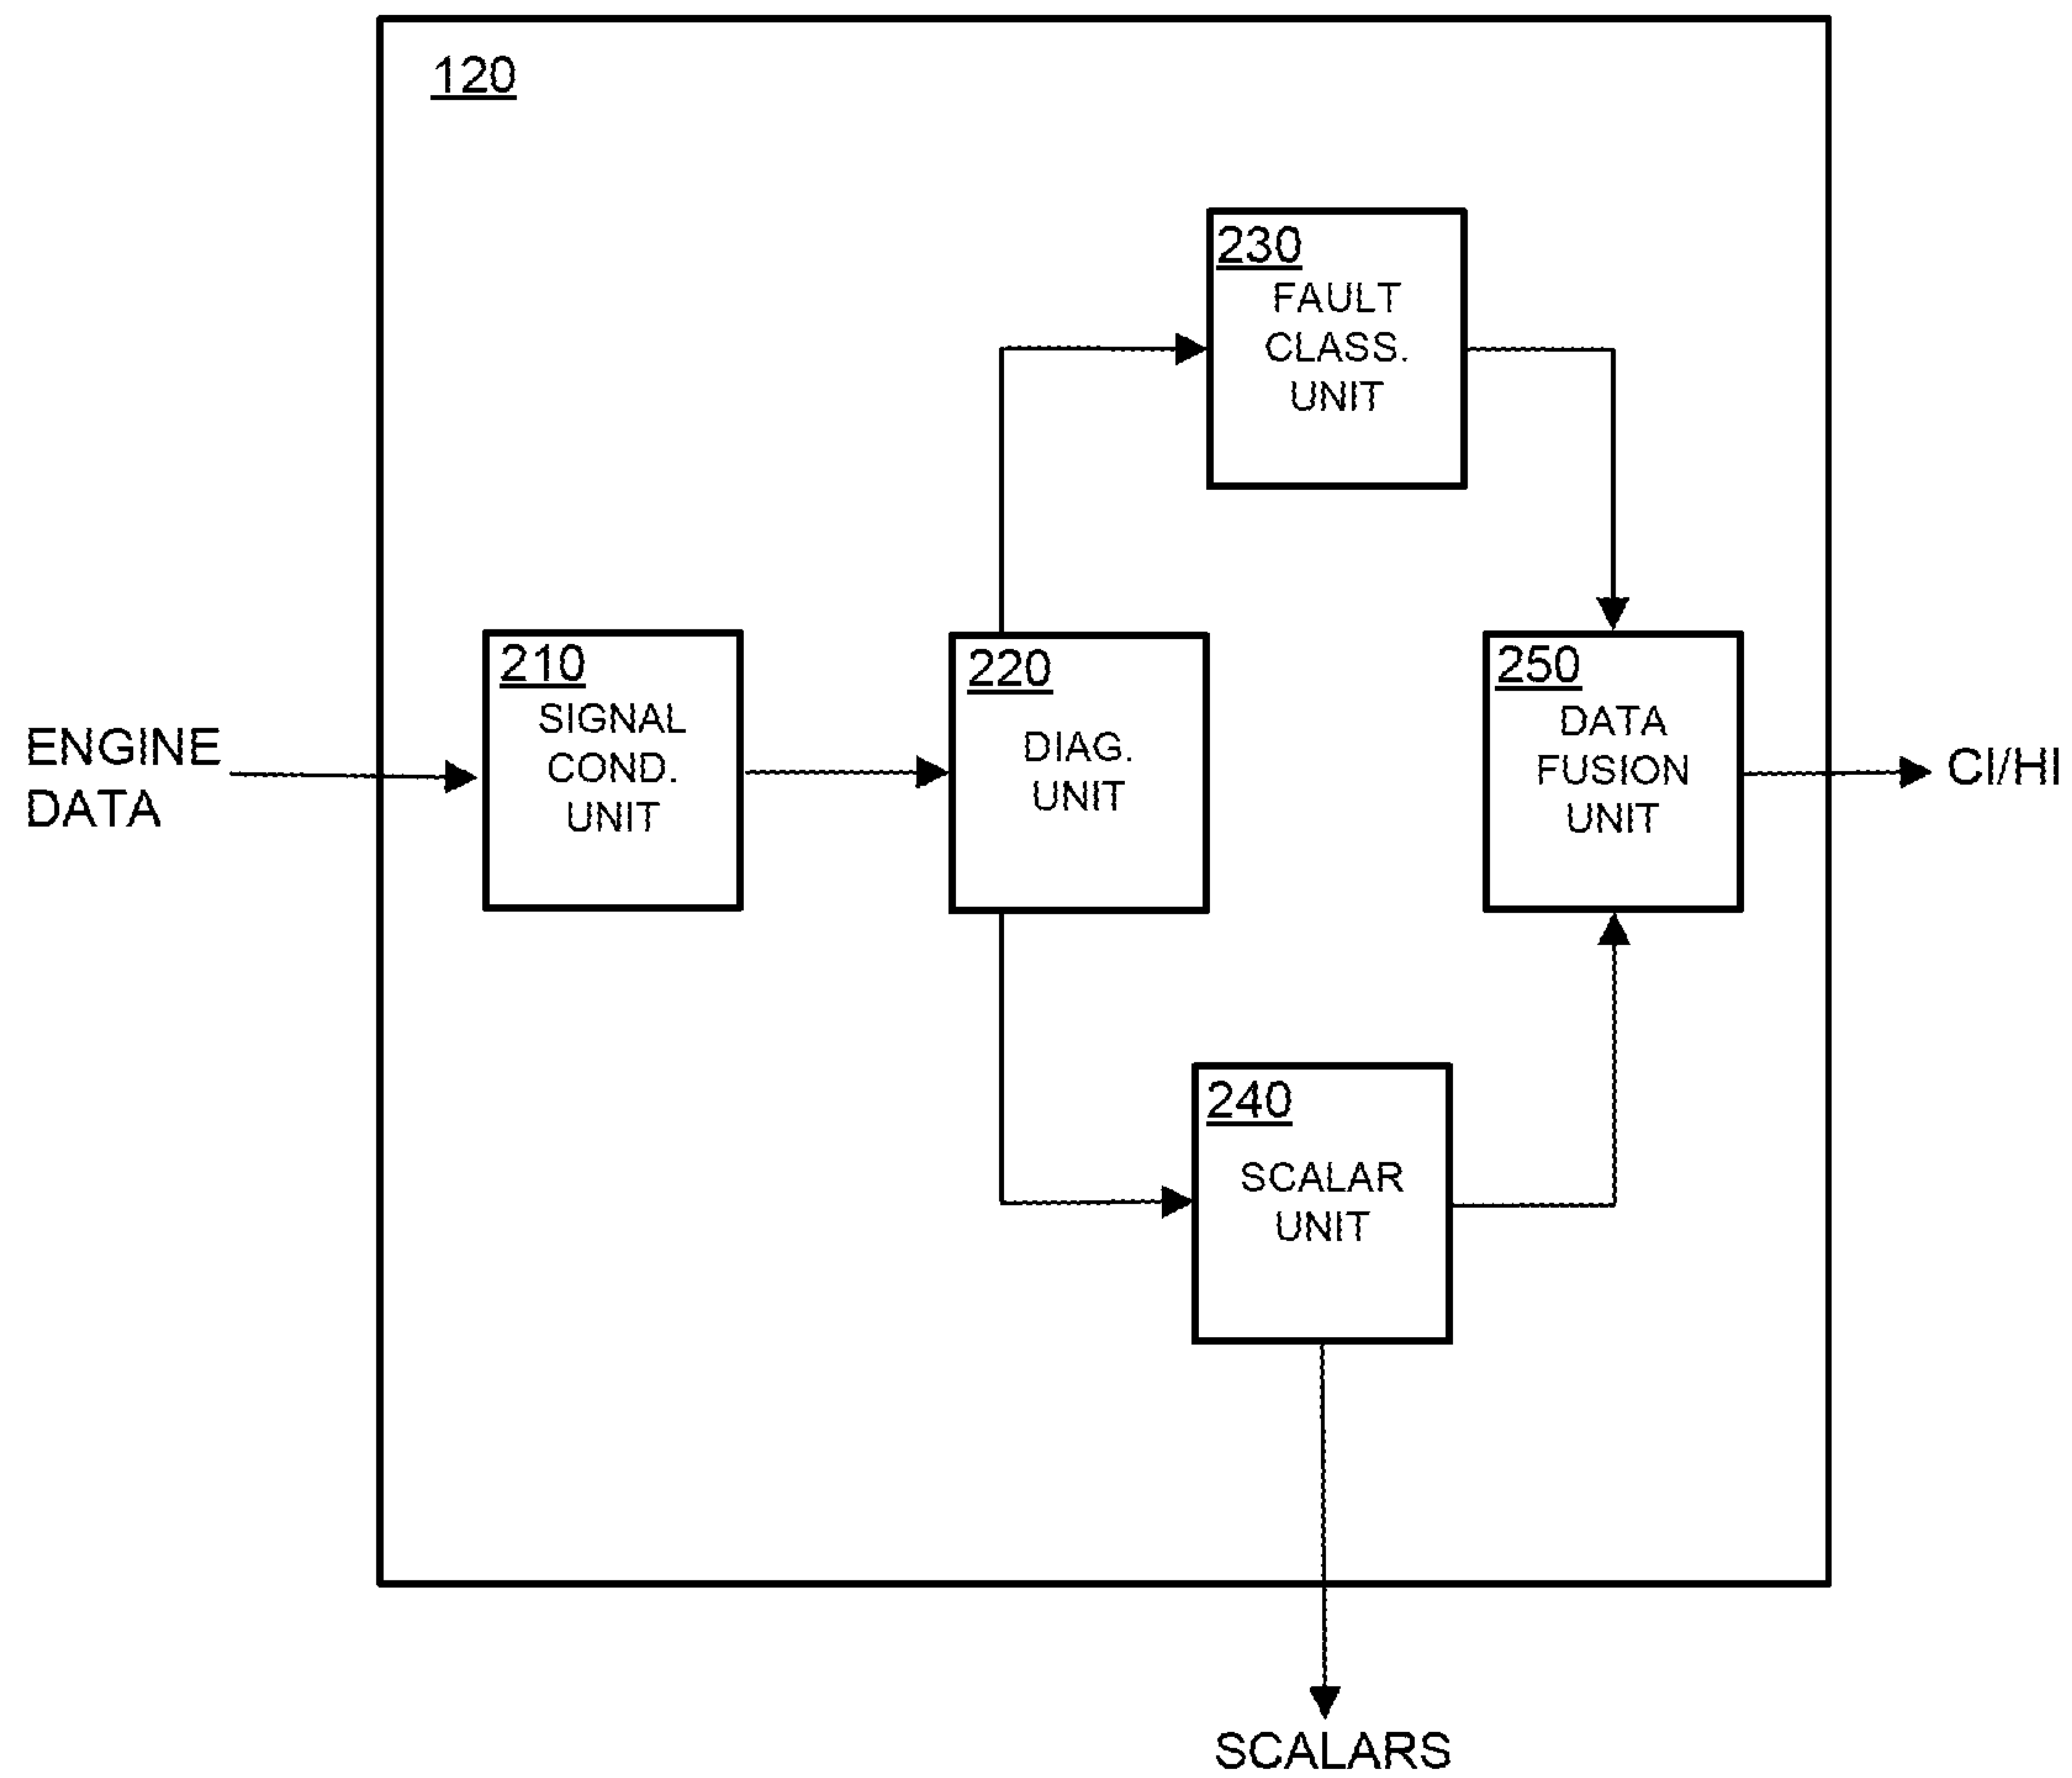 120
230
FAULT
CLASS.
UNIT
210
SIGNAL
COND.
UNIT
220
DIAG.
UNIT
250
DATA
FUSION
UNIT
ENGINE
DATA
CI/HI
240
SCALAR
UNIT
SCALARS